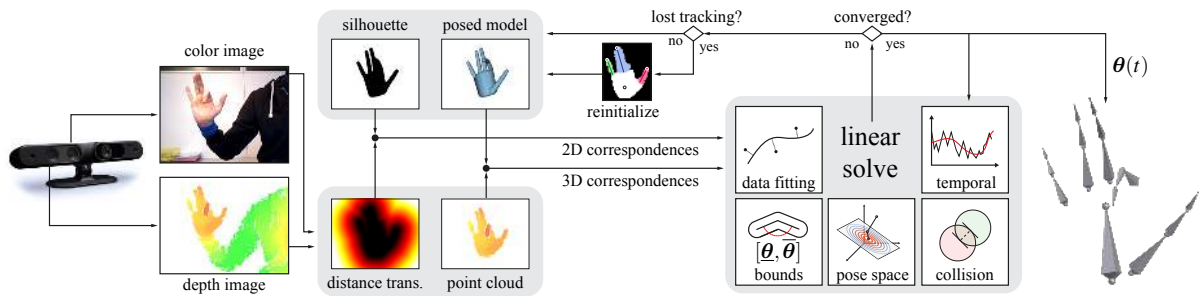 color image
depth image
silhouette
posed model
distance trans.
point cloud
lost tracking?
no
yes
reinitialize
converged?
no
yes
2D correspondences
3D correspondences
linear
solve
data fitting
temporal
[θ̲, θ̅]
bounds
pose space
collision
θ(t)